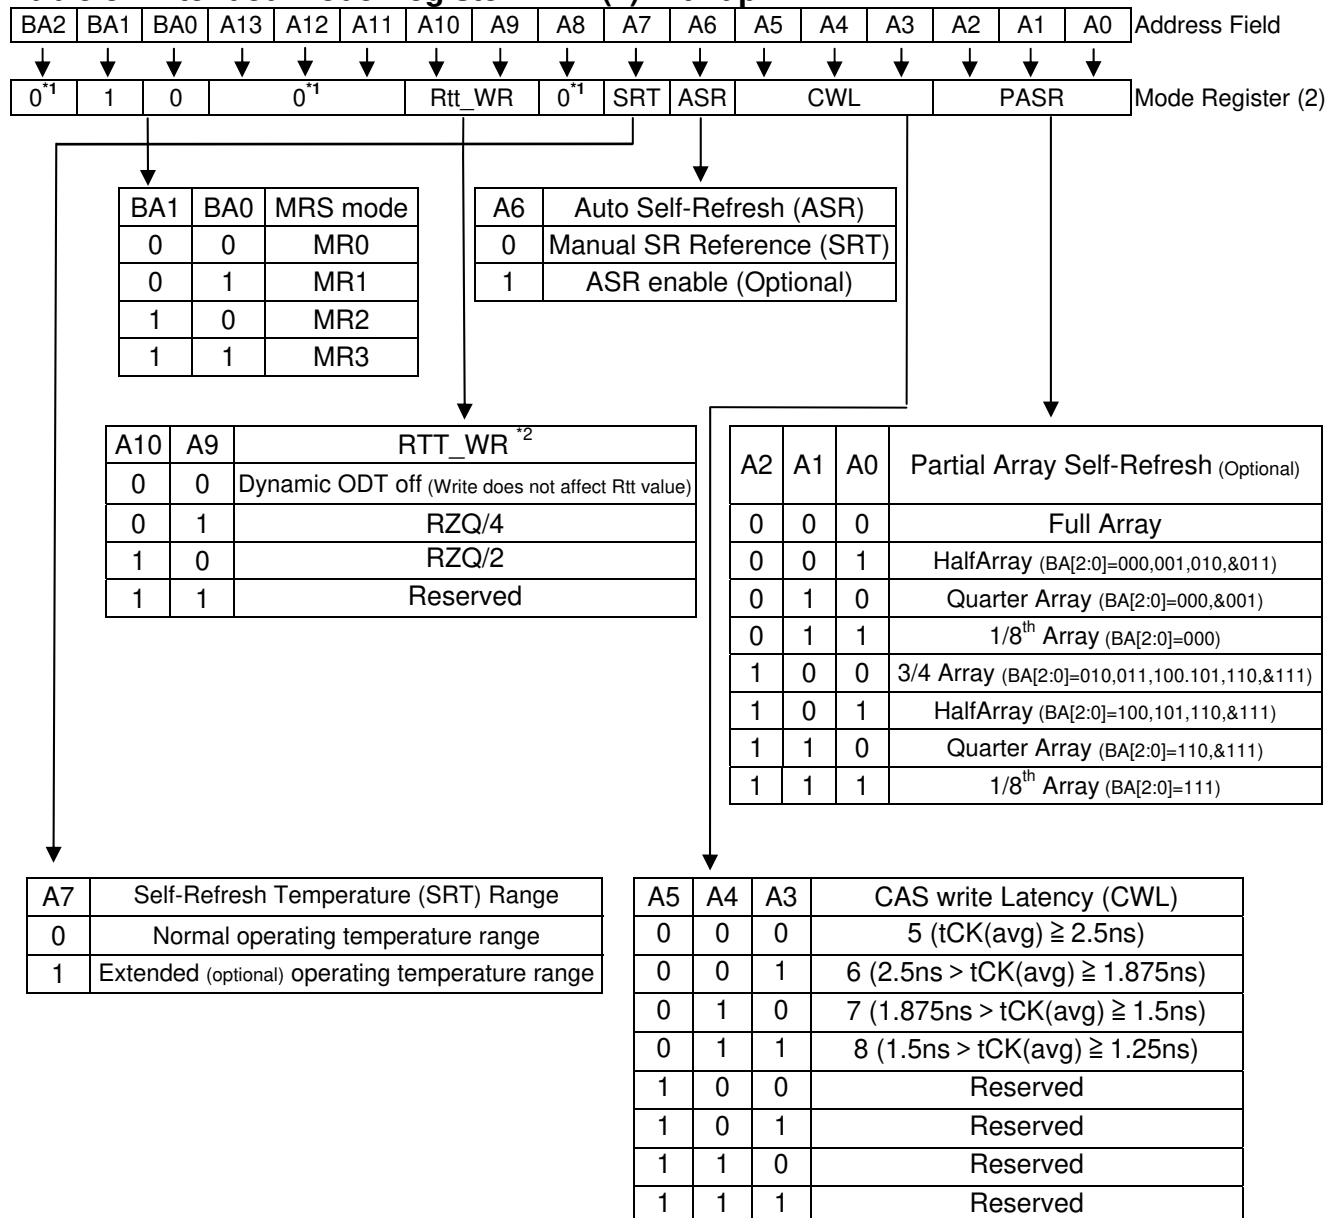 BA2 BA1 BA0 A13 A12 A11 A10 A9 A8 A7 A6 A5 A4 A3 A2 A1 A0 Address Field
0*1 1 0 0*1 Rtt_WR 0*1 SRT ASR CWL PASR Mode Register (2)
BA1 BA0 MRS mode
0 0 MR0
0 1 MR1
1 0 MR2
1 1 MR3
A6 Auto Self-Refresh (ASR)
0 Manual SR Reference (SRT)
1 ASR enable (Optional)
A10 A9 RTT_WR *2
0 0 Dynamic ODT off (Write does not affect Rtt value)
0 1 RZQ/4
1 0 RZQ/2
1 1 Reserved
A2 A1 A0 Partial Array Self-Refresh (Optional)
0 0 0 Full Array
0 0 1 HalfArray (BA[2:0]=000,001,010,&011)
0 1 0 Quarter Array (BA[2:0]=000,&001)
0 1 1 1/8th Array (BA[2:0]=000)
1 0 0 3/4 Array (BA[2:0]=010,011,100.101,110,&111)
1 0 1 HalfArray (BA[2:0]=100,101,110,&111)
1 1 0 Quarter Array (BA[2:0]=110,&111)
1 1 1 1/8th Array (BA[2:0]=111)
A7 Self-Refresh Temperature (SRT) Range
0 Normal operating temperature range
1 Extended (optional) operating temperature range
A5 A4 A3 CAS write Latency (CWL)
0 0 0 5 (tCK(avg) ≧ 2.5ns)
0 0 1 6 (2.5ns > tCK(avg) ≧ 1.875ns)
0 1 0 7 (1.875ns > tCK(avg) ≧ 1.5ns)
0 1 1 8 (1.5ns > tCK(avg) ≧ 1.25ns)
1 0 0 Reserved
1 0 1 Reserved
1 1 0 Reserved
1 1 1 Reserved